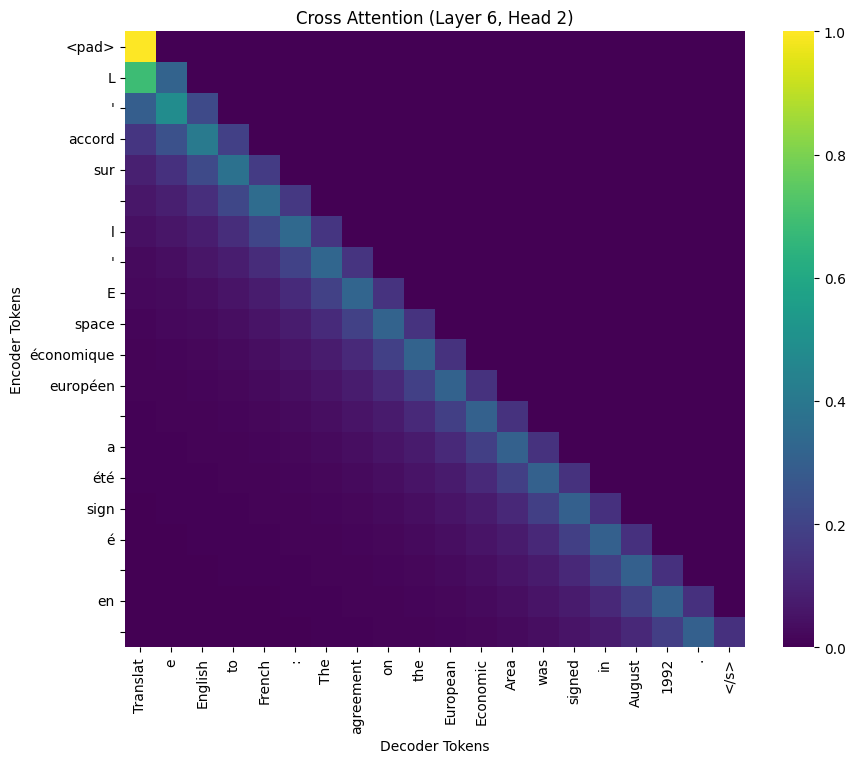 Cross Attention (Layer 6, Head 2)
Encoder Tokens
<pad>
L
'
accord
sur
l
'
E
space
économique
européen
a
été
sign
é
en
1.0
0.8
0.6
0.4
0.2
0.0
Translat
e
English
to
French
:
The
agreement
on
the
European
Economic
Area
was
signed
in
August
1992
.
</s>
Decoder Tokens